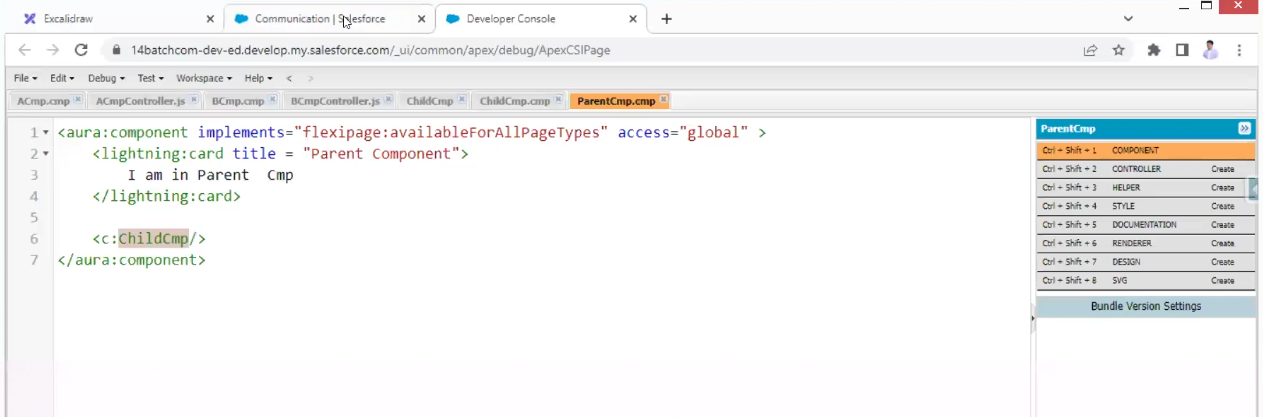 Excalidraw
Communication | Salesforce
Developer Console
14batchcom-dev-ed.develop.my.salesforce.com/_ui/common/apex/debug/ApexCSIPage
File Edit Debug Test Workspace Help < >
ACmp.cmp ACmpController.js BCmp.cmp BCmpController.js ChildCmp ChildCmp.cmp ParentCmp.cmp
1 <aura:component implements="flexipage:availableForAllPageTypes" access="global" >
2 <lightning:card title = "Parent Component">
3 I am in Parent  Cmp
4 </lightning:card>
5
6 <c:ChildCmp/>
7 </aura:component>
ParentCmp
Ctrl + Shift + 1 COMPONENT
Ctrl + Shift + 2 CONTROLLER Create
Ctrl + Shift + 3 HELPER Create
Ctrl + Shift + 4 STYLE Create
Ctrl + Shift + 5 DOCUMENTATION Create
Ctrl + Shift + 6 RENDERER Create
Ctrl + Shift + 7 DESIGN Create
Ctrl + Shift + 8 SVG Create
Bundle Version Settings